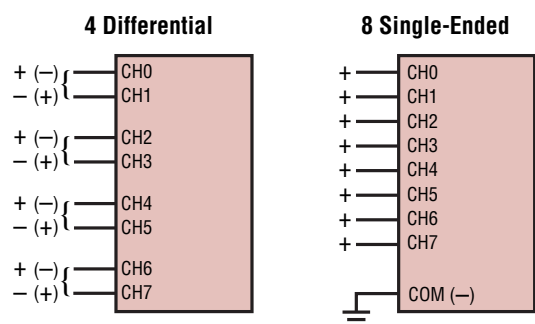 4 Differential
+ (–) { CH0
– (+) CH1
+ (–) { CH2
– (+) CH3
+ (–) { CH4
– (+) CH5
+ (–) { CH6
– (+) CH7
8 Single-Ended
+ CH0
+ CH1
+ CH2
+ CH3
+ CH4
+ CH5
+ CH6
+ CH7
COM (–)